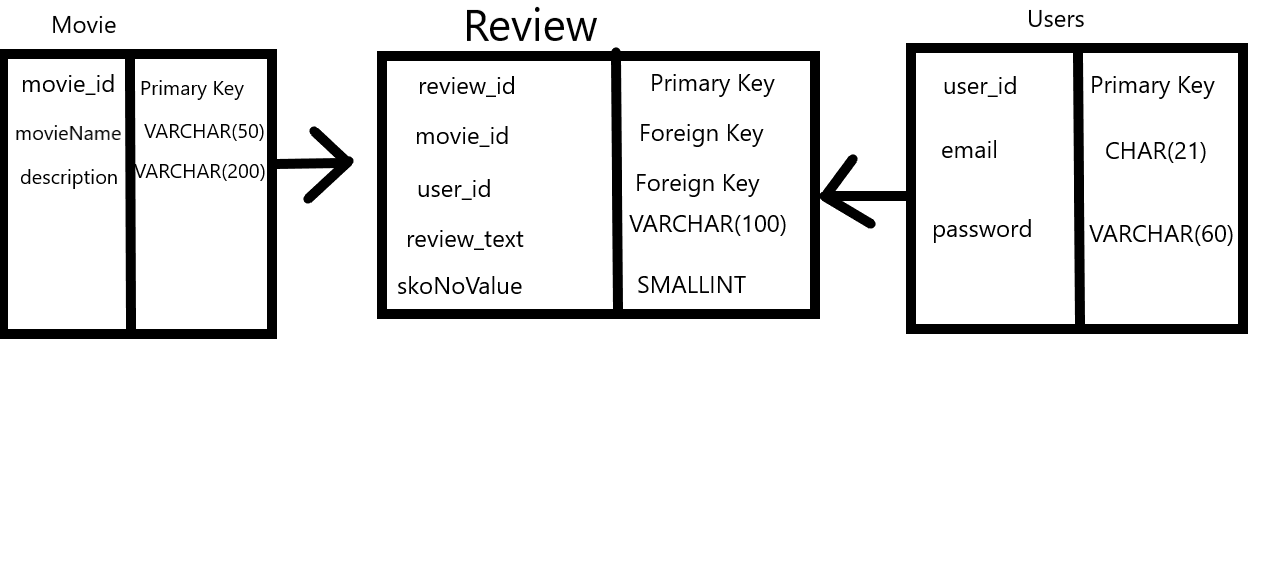 Movie
movie_id Primary Key
movieName VARCHAR(50)
description VARCHAR(200)
Review
review_id Primary Key
movie_id Foreign Key
user_id Foreign Key
review_text VARCHAR(100)
skoNoValue SMALLINT
Users
user_id Primary Key
email CHAR(21)
password VARCHAR(60)